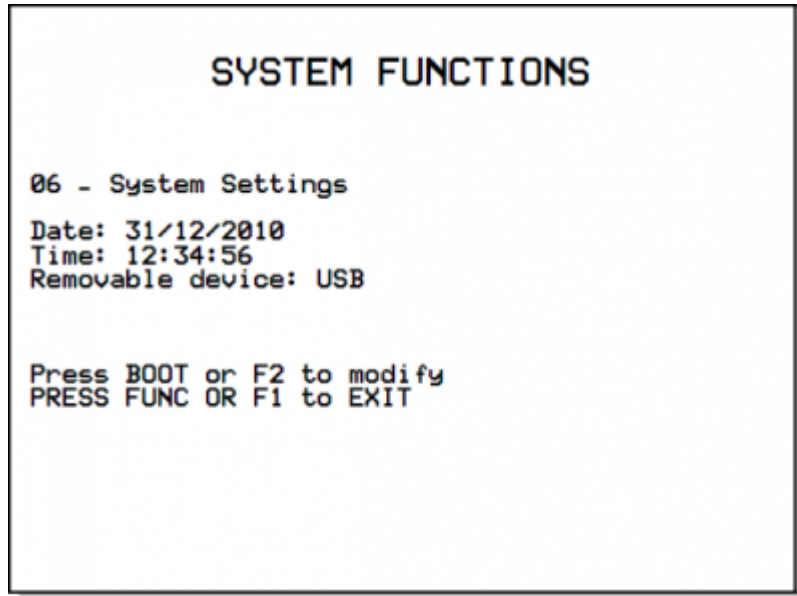 SYSTEM FUNCTIONS
06 - System Settings
Date: 31/12/2010
Time: 12:34:56
Removable device: USB
Press BOOT or F2 to modify
PRESS FUNC OR F1 to EXIT